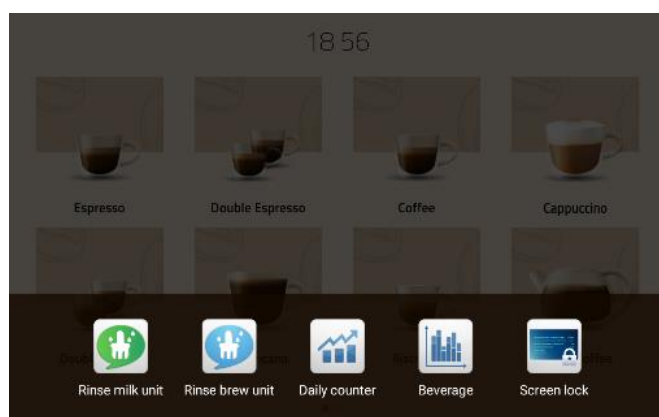 18 56
Espresso
Double Espresso
Coffee
Cappuccino
Rinse milk unit
Rinse brew unit
Daily counter
Beverage
Screen lock